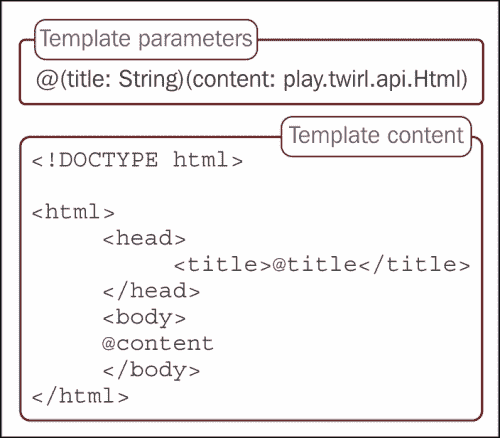 Template parameters
@(title: String)(content: play.twirl.api.Html)
Template content
<!DOCTYPE html>
<html>
<head>
<title>@title</title>
</head>
<body>
@content
</body>
</html>